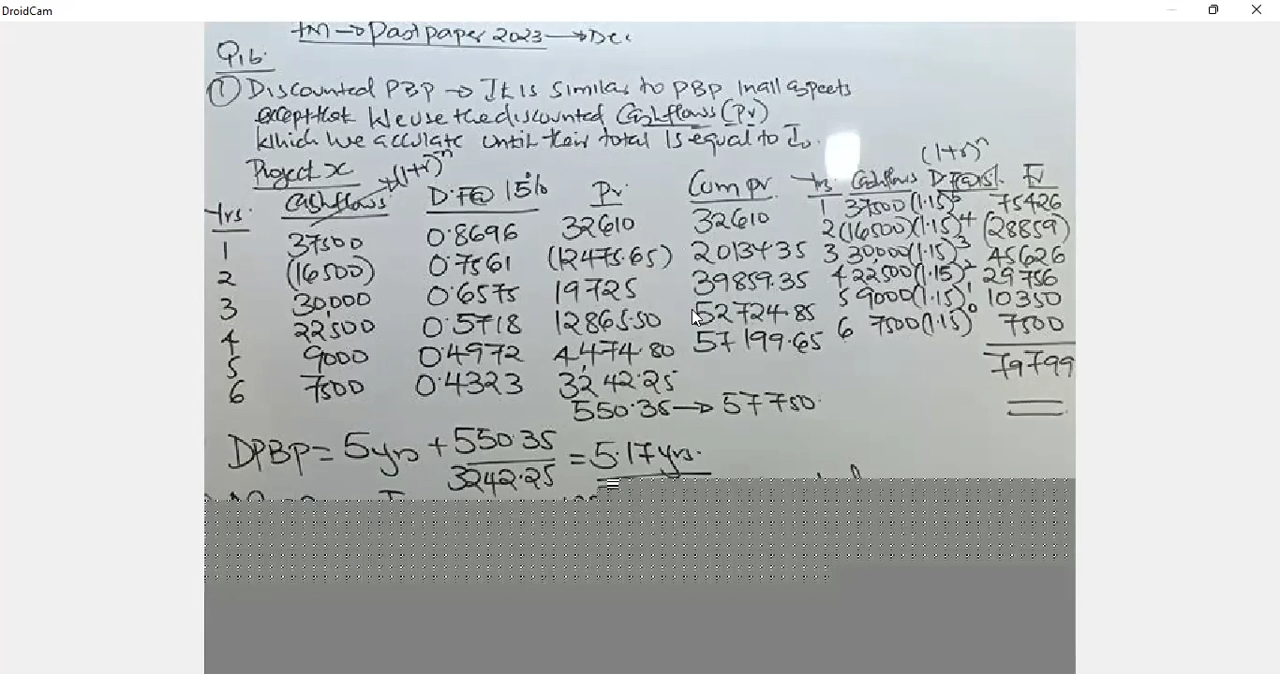 DroidCam
FM → Past paper 2023 → Dec
Q1b.
① Discounted PBP → It is similar to PBP in all aspects
except that we use the discounted Cashflows (Pv)
Which we acculate until their total is equal to I₀.
Project x
(1+r)⁻ⁿ
Yrs. Cashflows D.F@ 15% Pv Cum pv
1 37500 0.8696 32610 32610
2 (16500) 0.7561 (12475.65) 20134.35
3 30,000 0.6575 19725 39859.35
4 22500 0.5718 12865.50 52724.85
5 9000 0.4972 4,474.80 57199.65
6 7500 0.4323 3242.25
550.35 → 57750.
DPBP = 5yrs + 550.35 / 3242.25 = 5.17yrs.
(1+r)ⁿ
Yrs Cashflows Fv
1 37500 (1.15)⁵ 75426
2 (16500) (1.15)⁴ (28859)
3 30,000 (1.15)³ 45626
4 22500 (1.15)² 29756
5 9000 (1.15)¹ 10350
6 7500 (1.15)⁰ 7500
79799